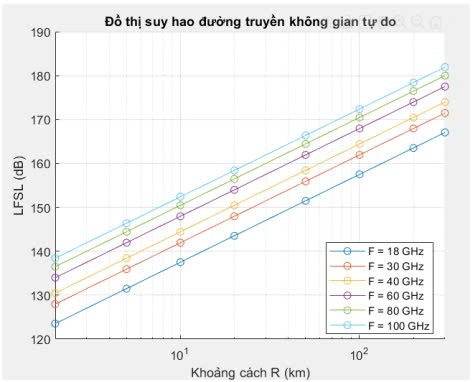 Đồ thị suy hao đường truyền không gian tự do
190
180
170
160
150
140
130
120
LFSL (dB)
F = 18 GHz
F = 30 GHz
F = 40 GHz
F = 60 GHz
F = 80 GHz
F = 100 GHz
10¹
10²
Khoảng cách R (km)